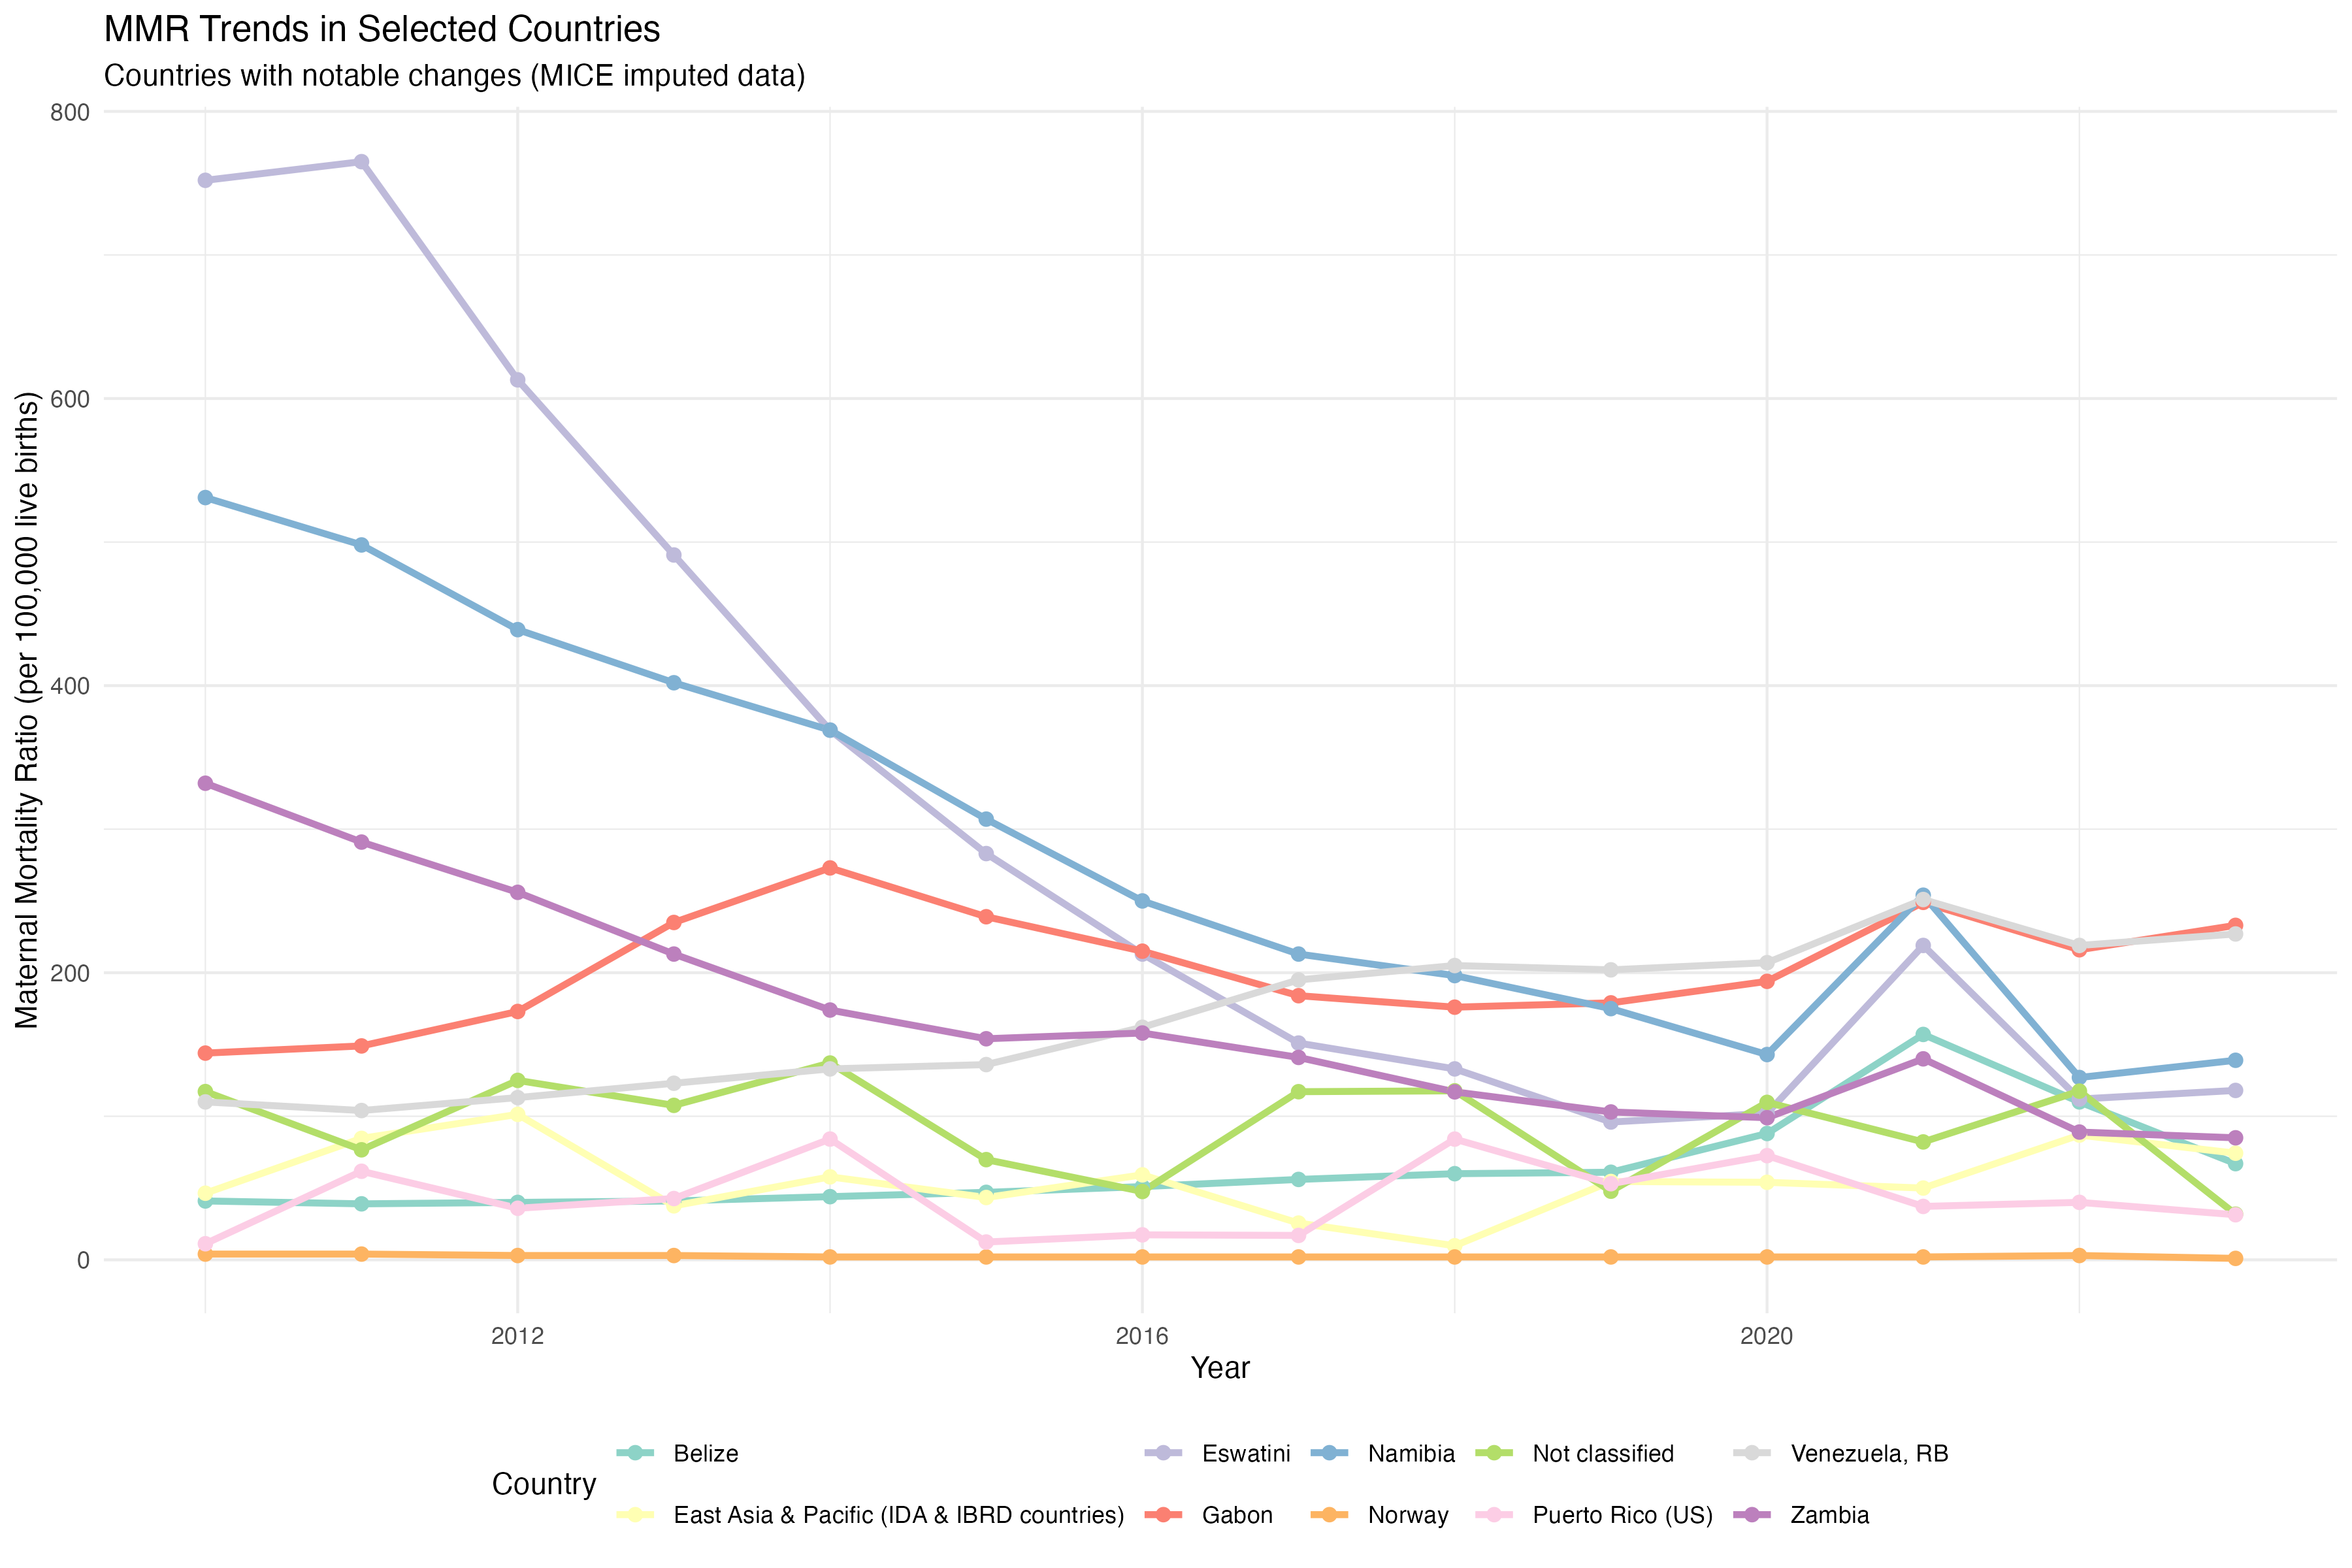 MMR Trends in Selected Countries
Countries with notable changes (MICE imputed data)
Maternal Mortality Ratio (per 100,000 live births)
800
600
400
200
0
2012 2016 2020
Year
Country
Belize Eswatini Namibia Not classified Venezuela, RB
East Asia & Pacific (IDA & IBRD countries) Gabon Norway Puerto Rico (US) Zambia